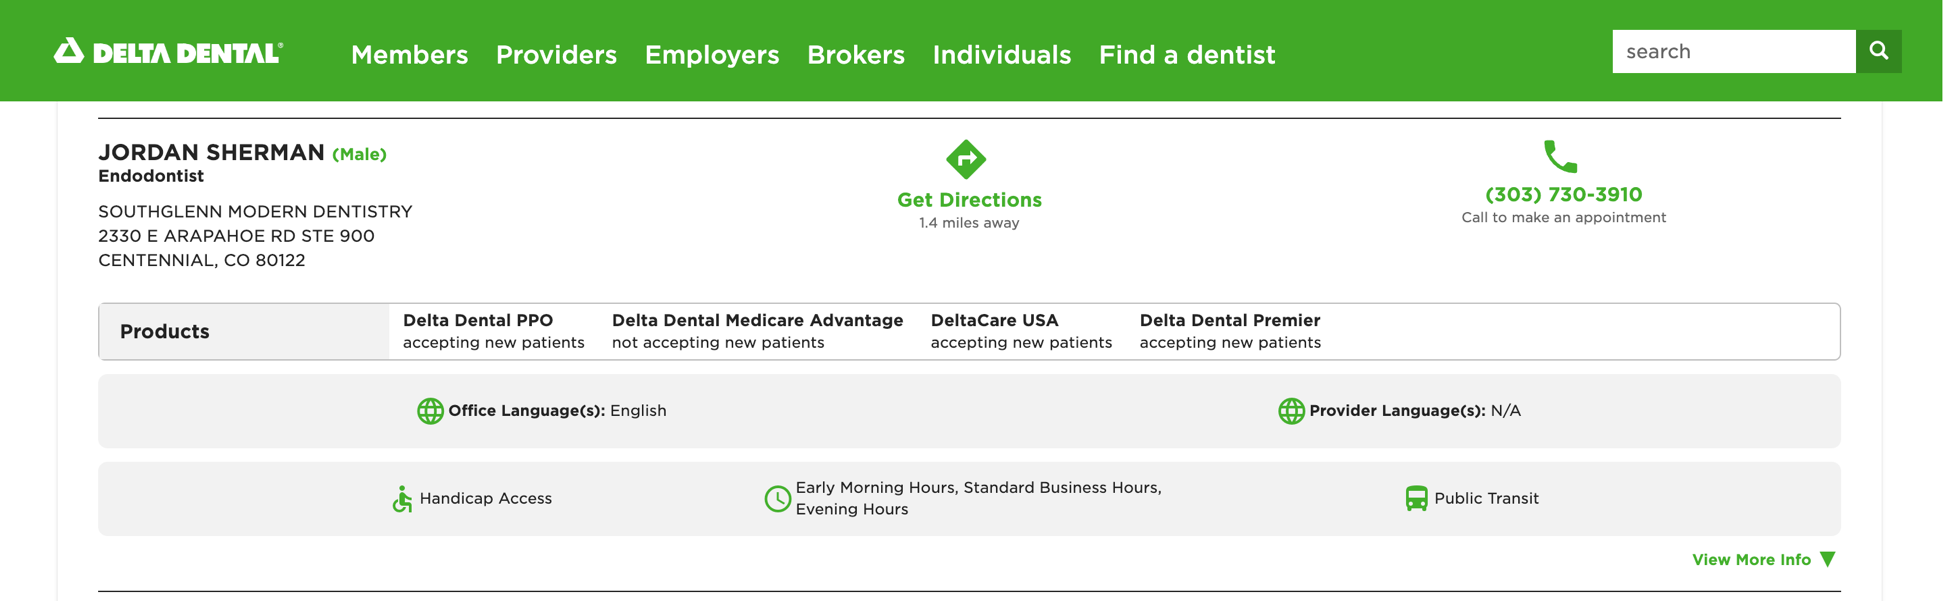 DELTA DENTAL®
Members Providers Employers Brokers Individuals Find a dentist
search
JORDAN SHERMAN (Male)
Endodontist
SOUTHGLENN MODERN DENTISTRY
2330 E ARAPAHOE RD STE 900
CENTENNIAL, CO 80122
Get Directions
1.4 miles away
(303) 730-3910
Call to make an appointment
Products
Delta Dental PPO
accepting new patients
Delta Dental Medicare Advantage
not accepting new patients
DeltaCare USA
accepting new patients
Delta Dental Premier
accepting new patients
Office Language(s): English
Provider Language(s): N/A
Handicap Access
Early Morning Hours, Standard Business Hours,
Evening Hours
Public Transit
View More Info